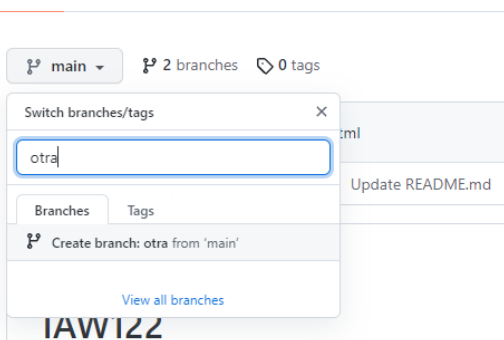 main
2 branches
0 tags
Switch branches/tags
otra
Branches
Tags
Create branch: otra from 'main'
View all branches
Update README.md
IAW122